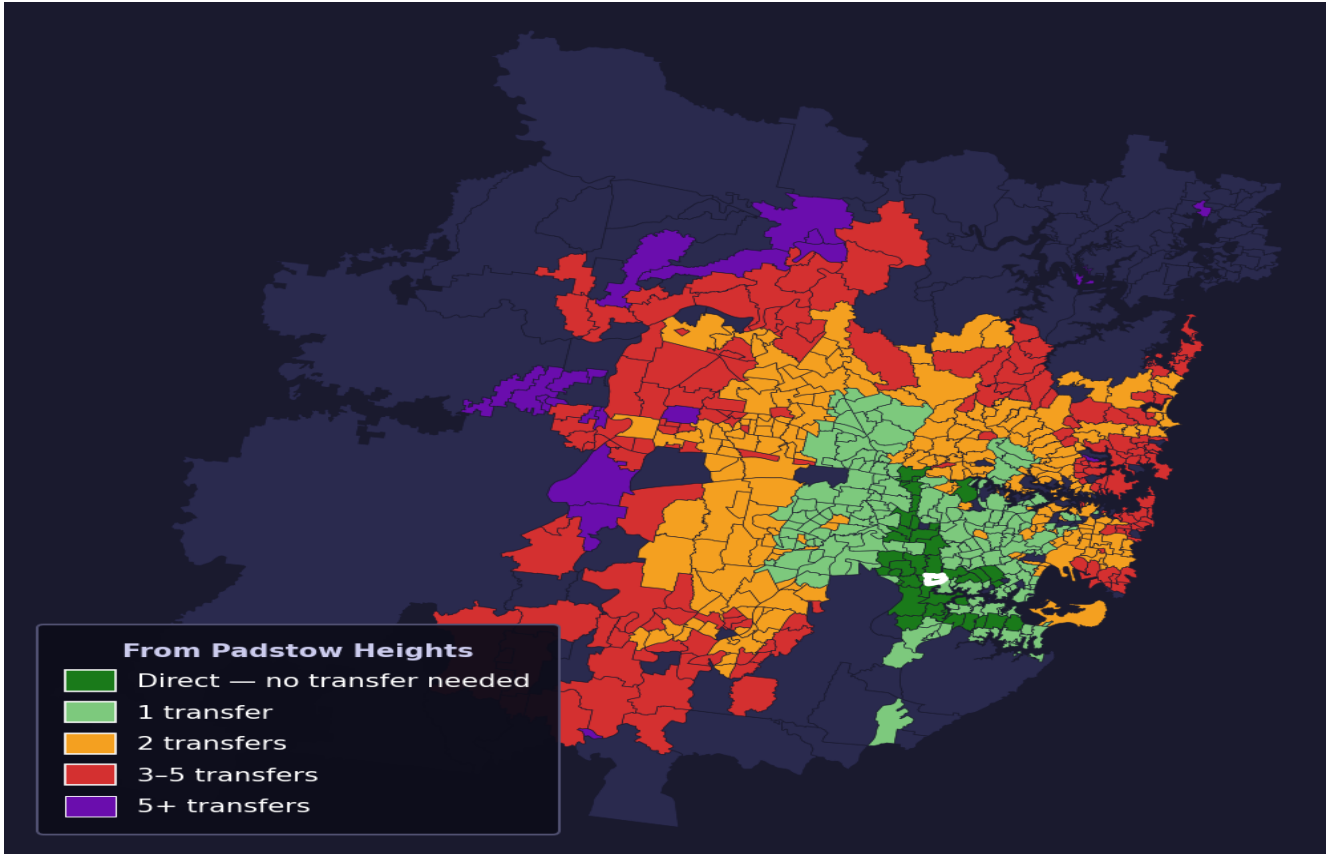 From Padstow Heights
Direct — no transfer needed
1 transfer
2 transfers
3–5 transfers
5+ transfers